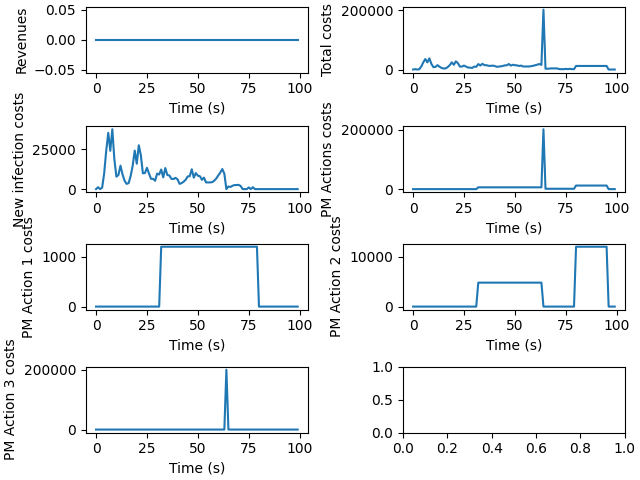 Revenues
0.05
0.00
−0.05
0 25 50 75 100
Time (s)
Total costs
200000
0
0 25 50 75 100
Time (s)
New infection costs
25000
0
0 25 50 75 100
Time (s)
PM Actions costs
200000
0
0 25 50 75 100
Time (s)
PM Action 1 costs
1000
0
0 25 50 75 100
Time (s)
PM Action 2 costs
10000
0
0 25 50 75 100
Time (s)
PM Action 3 costs
200000
0
0 25 50 75 100
Time (s)
1.0
0.5
0.0
0.0 0.2 0.4 0.6 0.8 1.0